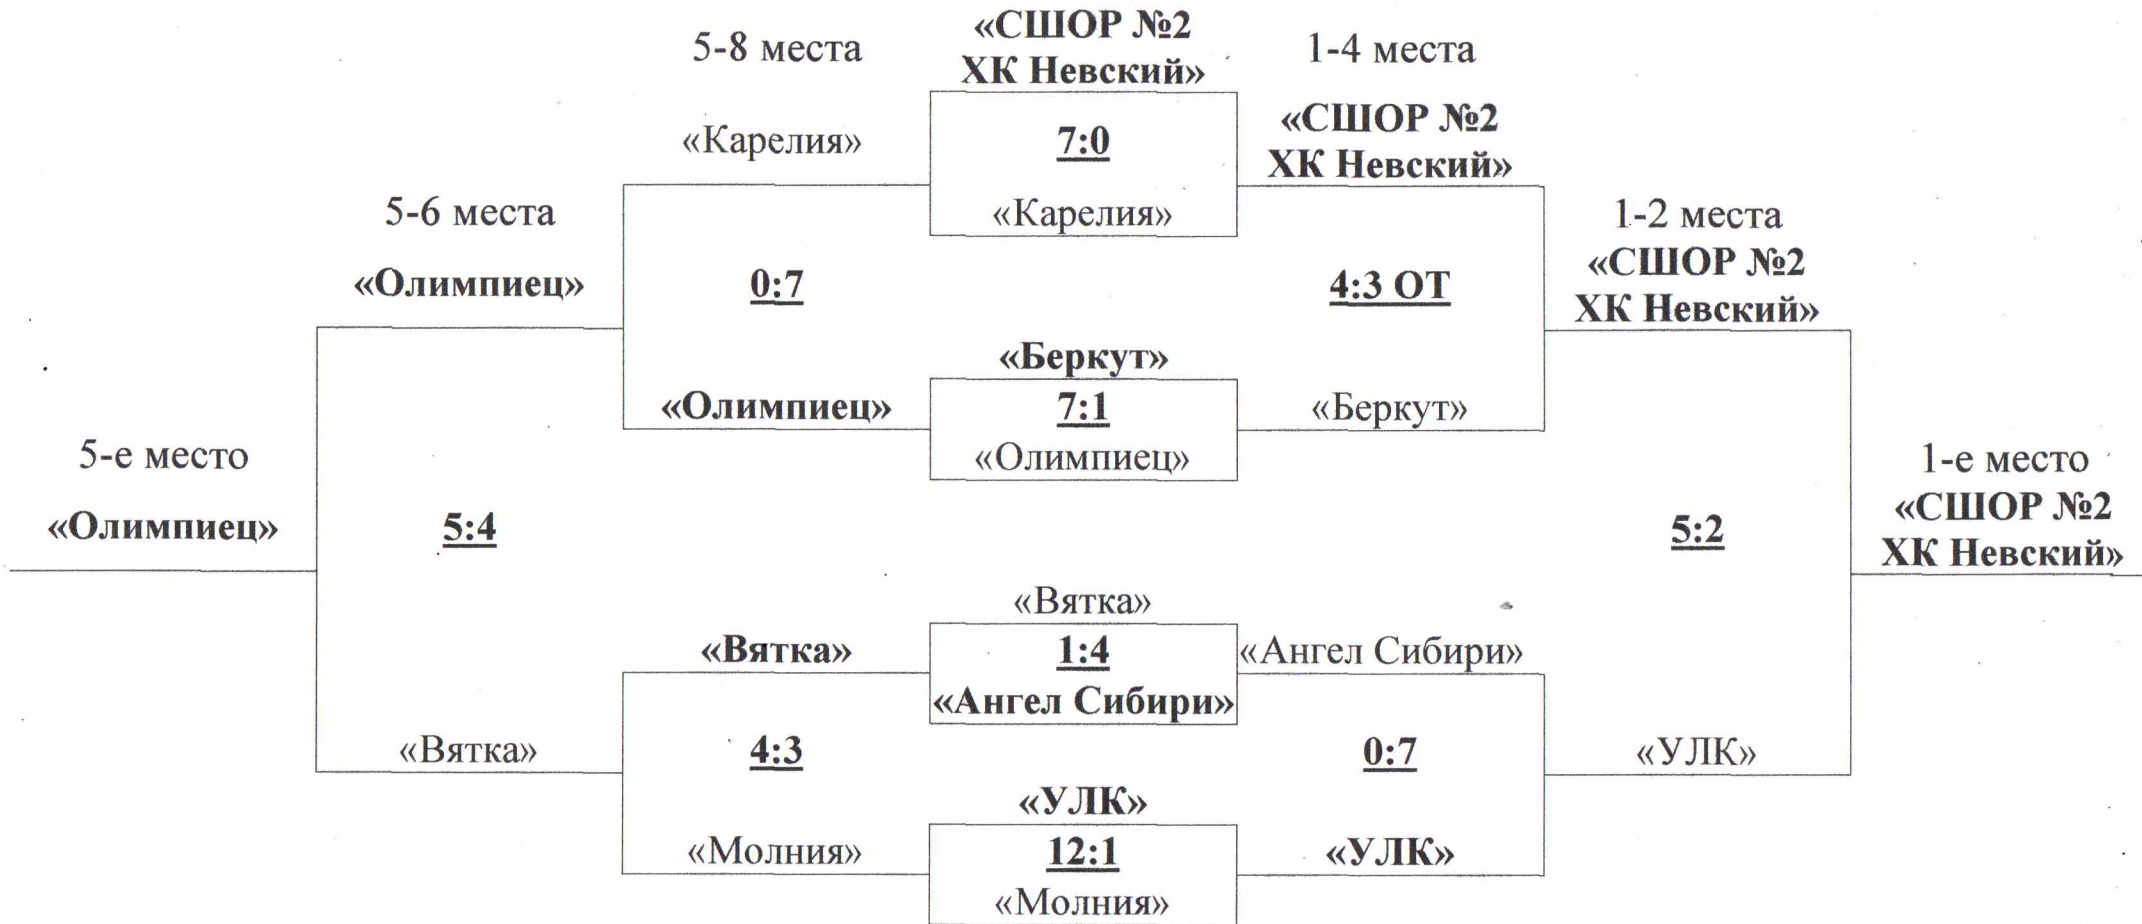 «СШОР №2
ХК Невский»
5-8 места
1-4 места
«Карелия»
7:0
«СШОР №2
ХК Невский»
5-6 места
«Карелия»
1-2 места
«Олимпиец»
0:7
4:3 ОТ
«СШОР №2
ХК Невский»
«Беркут»
«Олимпиец»
7:1
«Беркут»
5-е место
«Олимпиец»
1-е место
«Олимпиец»
5:4
5:2
«СШОР №2
ХК Невский»
«Вятка»
«Вятка»
1:4
«Ангел Сибири»
«Ангел Сибири»
«Вятка»
4:3
0:7
«УЛК»
«УЛК»
«Молния»
12:1
«УЛК»
«Молния»